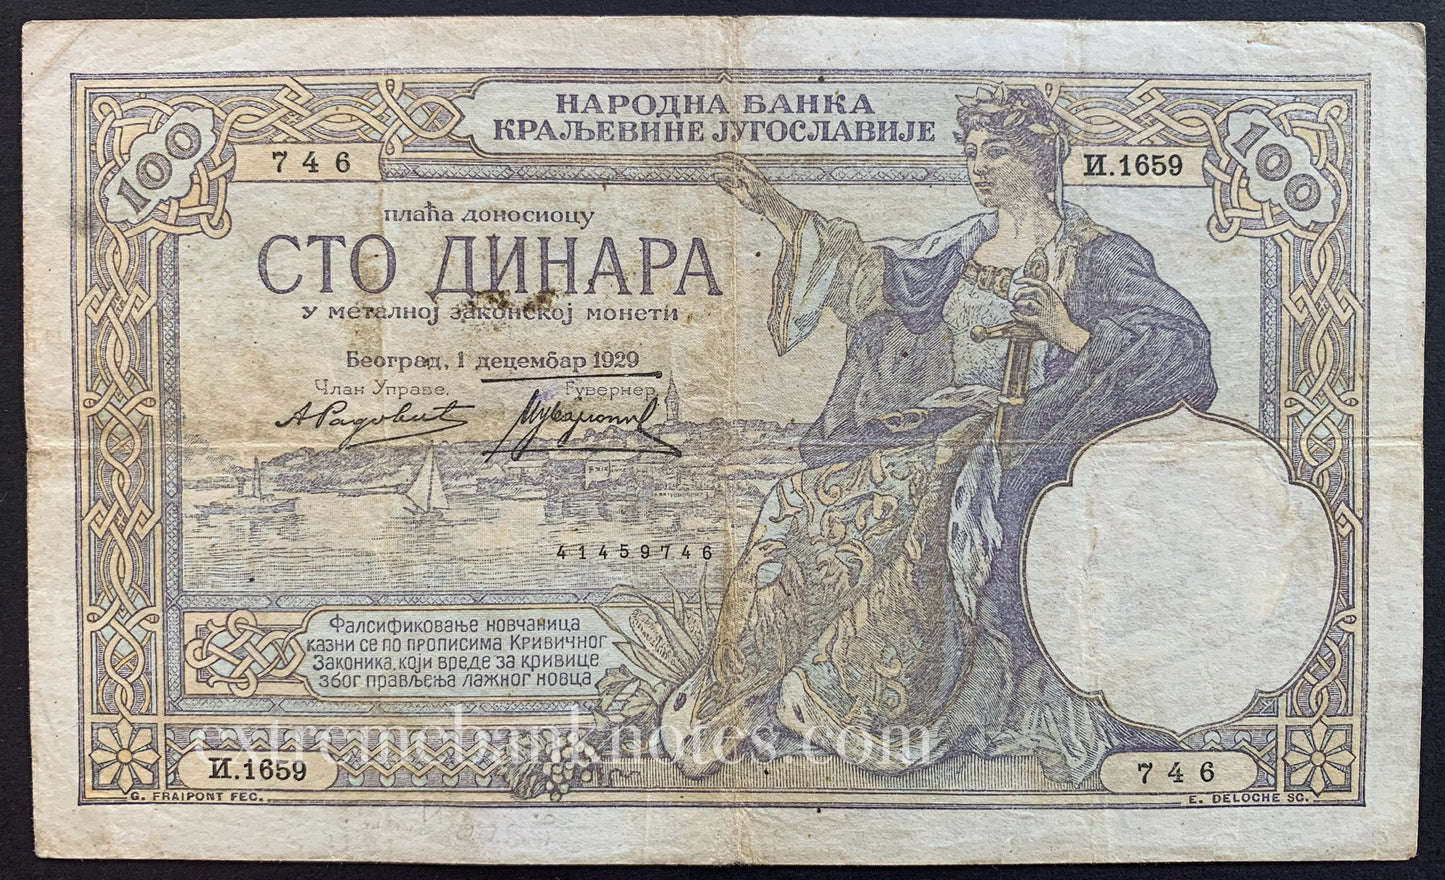 НАРОДНА БАНКА
КРАЉЕВИНЕ ЈУГОСЛАВИЈЕ
100
746
И.1659
100
плаћа доносиоцу
СТО ДИНАРА
у металној законској монети
Београд, 1 децембар 1929
Члан Управе, Гувернер,
А Радовић
41459746
Фалсификовање новчаница
казни се по прописима Кривичног
Законика, који вреде за кривице
због прављења лажног новца
extremebanknotes.com
И.1659
746
G. FRAIPONT FEC.
E. DELOCHE SC.